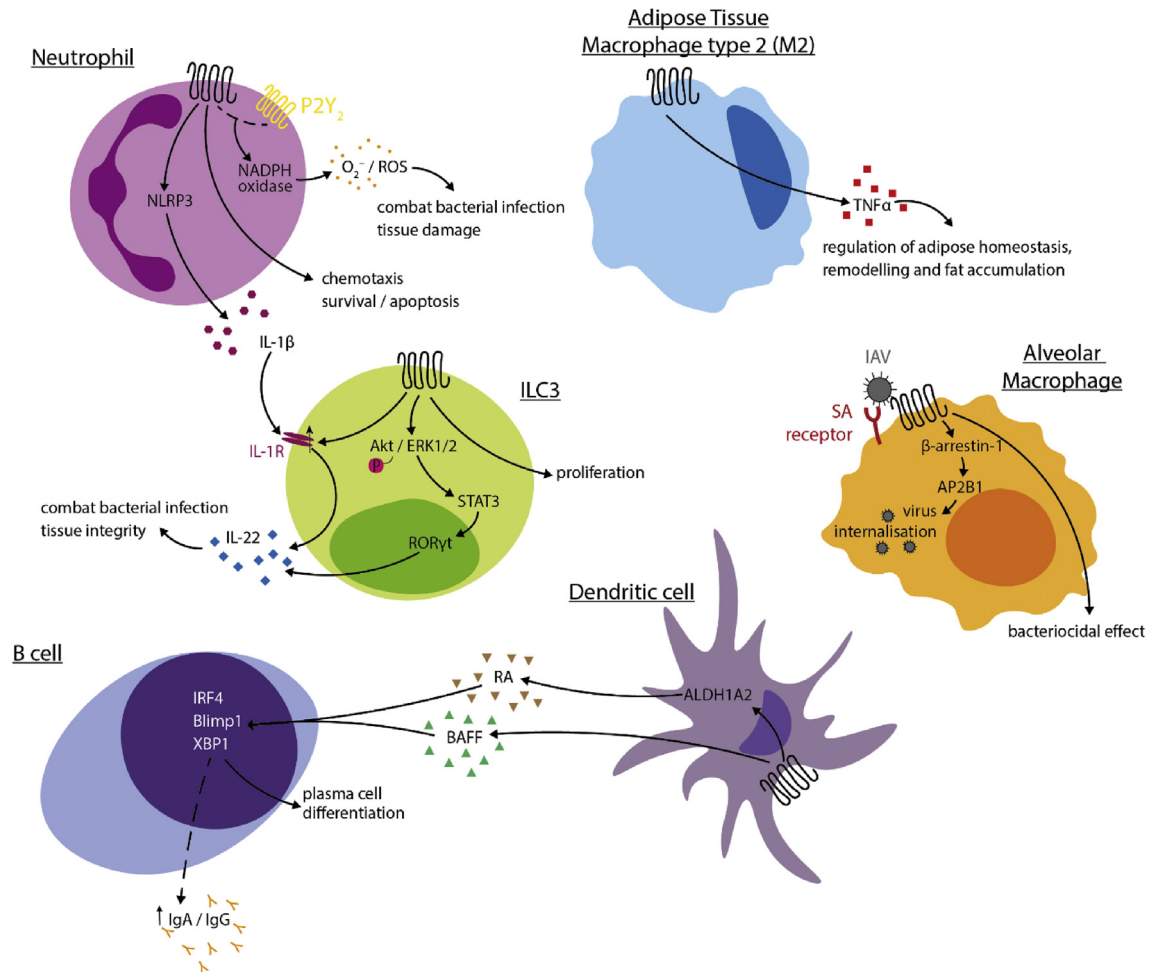 Neutrophil
P2Y₂
NADPH
oxidase
O₂⁻ / ROS
NLRP3
combat bacterial infection
tissue damage
chemotaxis
survival / apoptosis
IL-1β
Adipose Tissue
Macrophage type 2 (M2)
TNFα
regulation of adipose homeostasis,
remodelling and fat accumulation
ILC3
IL-1R
Akt / ERK1/2
P
proliferation
STAT3
RORγt
combat bacterial infection
tissue integrity
IL-22
Alveolar
Macrophage
IAV
SA
receptor
β-arrestin-1
AP2B1
virus
internalisation
bacteriocidal effect
Dendritic cell
ALDH1A2
RA
BAFF
B cell
IRF4
Blimp1
XBP1
plasma cell
differentiation
IgA / IgG